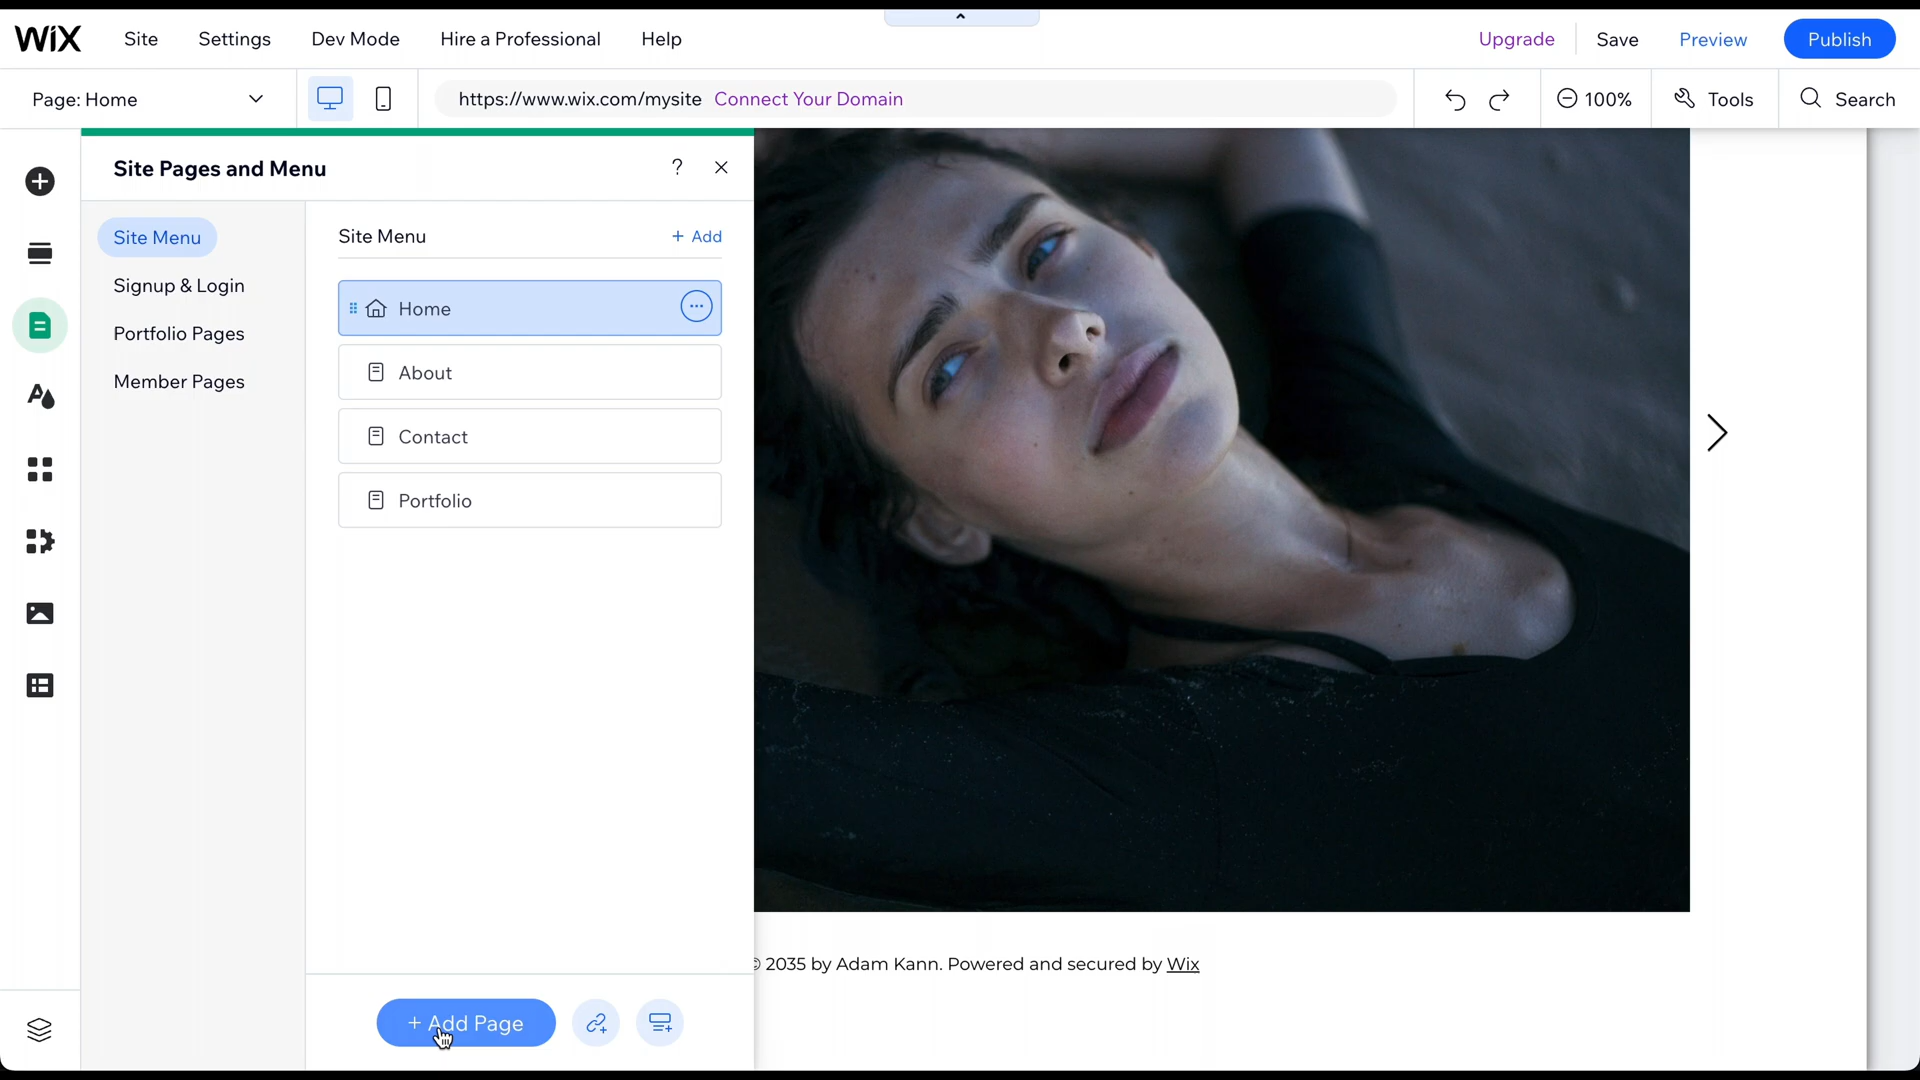 WiX Site Settings Dev Mode Hire a Professional Help Upgrade Save Preview Publish
Page: Home https://www.wix.com/mysite Connect Your Domain 100% Tools Search
Site Pages and Menu ?
Site Menu
Signup & Login
Portfolio Pages
Member Pages
Site Menu + Add
Home
About
Contact
Portfolio
+ Add Page
© 2035 by Adam Kann. Powered and secured by Wix